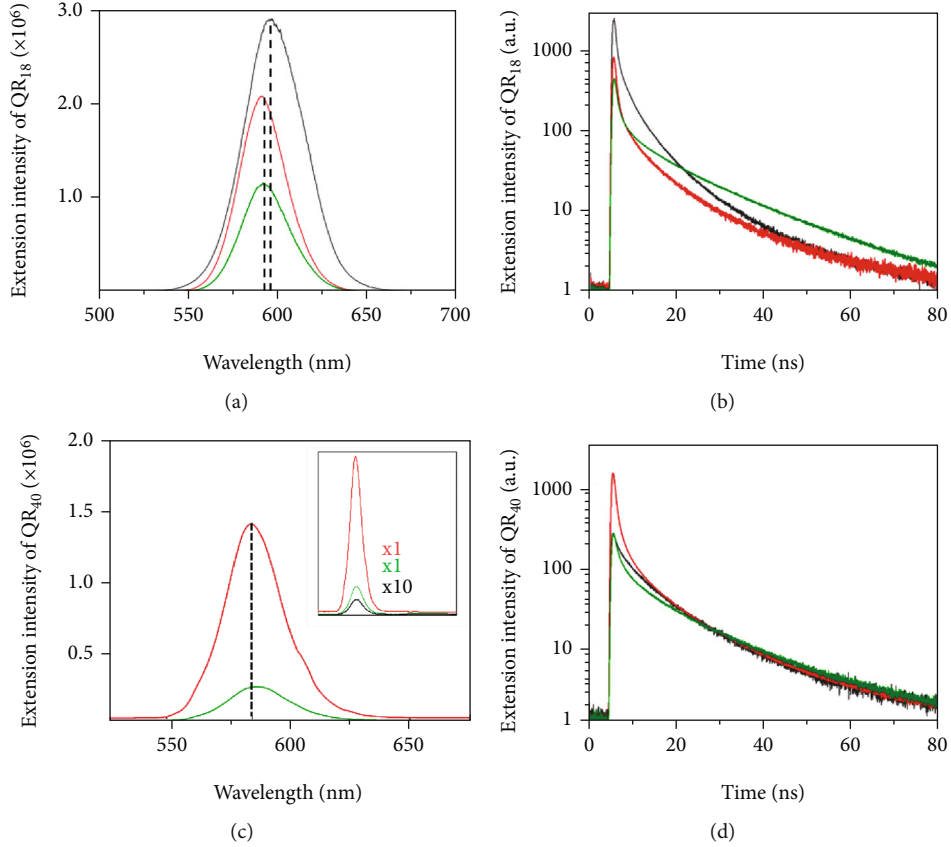 Extension intensity of QR₁₈ (×10⁶)
3.0
2.0
1.0
500 550 600 650 700
Wavelength (nm)
(a)
Extension intensity of QR₁₈ (a.u.)
1000
100
10
1
0 20 40 60 80
Time (ns)
(b)
Extension intensity of QR₄₀ (×10⁶)
2.0
1.5
1.0
0.5
x1
x1
x10
550 600 650
Wavelength (nm)
(c)
Extension intensity of QR₄₀ (a.u.)
1000
100
10
1
0 20 40 60 80
Time (ns)
(d)